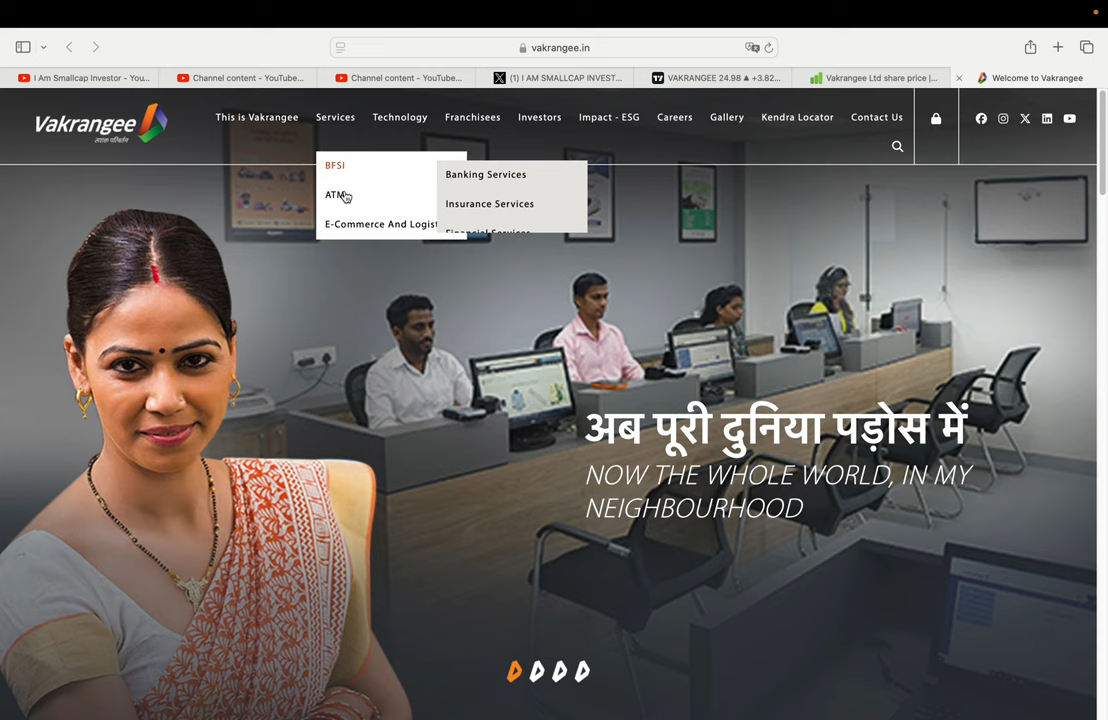 vakrangee.in
I Am Smallcap Investor - You...
Channel content - YouTube...
Channel content - YouTube...
(1) I AM SMALLCAP INVEST...
VAKRANGEE 24.98 ▲ +3.82...
Vakrangee Ltd share price |...
Welcome to Vakrangee
Vakrangee
This is Vakrangee
Services
Technology
Franchisees
Investors
Impact - ESG
Careers
Gallery
Kendra Locator
Contact Us
BFSI
ATM
E-Commerce And Logist
Banking Services
Insurance Services
Financial Services
अब पूरी दुनिया पड़ोस में
NOW THE WHOLE WORLD, IN MY
NEIGHBOURHOOD